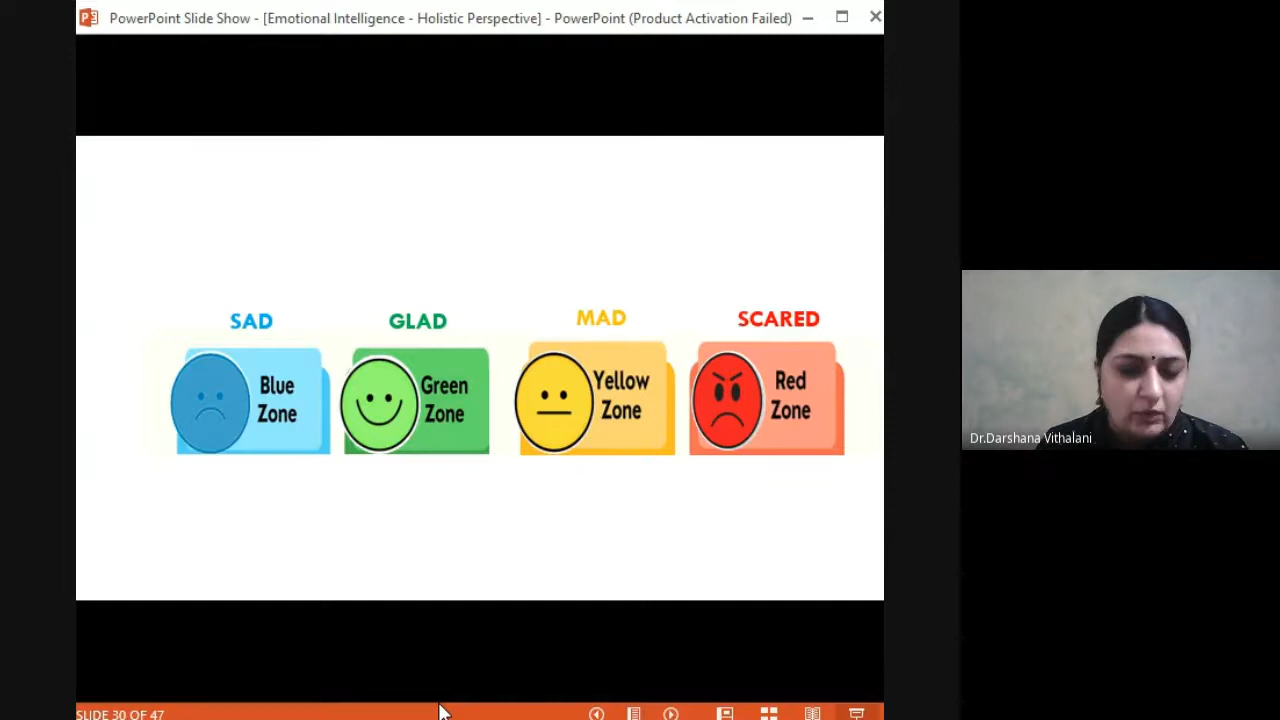 PowerPoint Slide Show - [Emotional Intelligence - Holistic Perspective] - PowerPoint (Product Activation Failed)
SAD
GLAD
MAD
SCARED
Blue
Zone
Green
Zone
Yellow
Zone
Red
Zone
Dr.Darshana Vithalani
SLIDE 30 OF 47